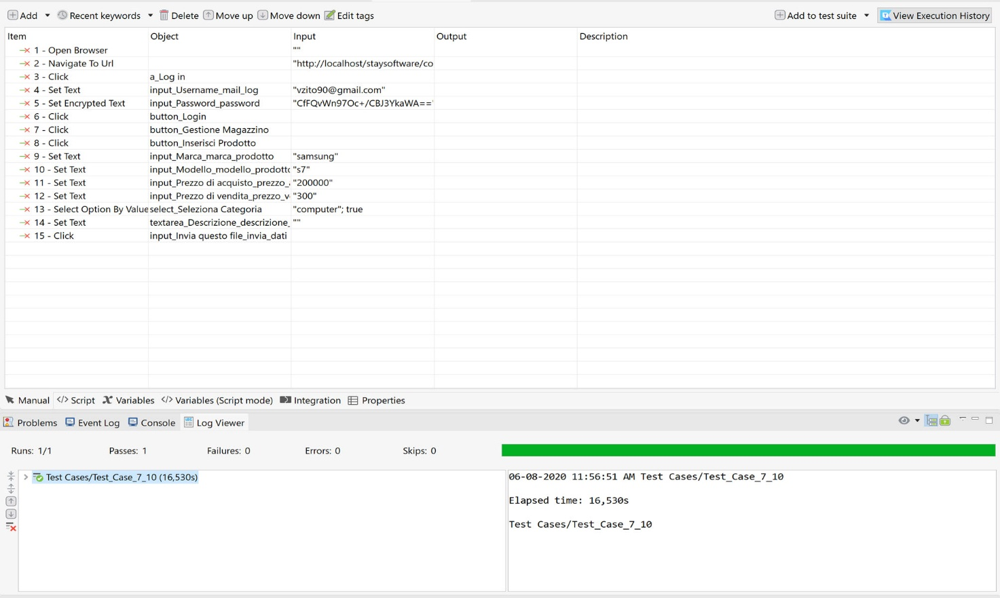 Add Recent keywords Delete Move up Move down Edit tags Add to test suite View Execution History
Item Object Input Output Description
1 - Open Browser ""
2 - Navigate To Url "http://localhost/staysoftware/co
3 - Click a_Log in
4 - Set Text input_Username_mail_log "vzito90@gmail.com"
5 - Set Encrypted Text input_Password_password "CfFQvWn97Oc+/CBJ3YkaWA=="
6 - Click button_Login
7 - Click button_Gestione Magazzino
8 - Click button_Inserisci Prodotto
9 - Set Text input_Marca_marca_prodotto "samsung"
10 - Set Text input_Modello_modello_prodotto "s7"
11 - Set Text input_Prezzo di acquisto_prezzo_ "200000"
12 - Set Text input_Prezzo di vendita_prezzo_v "300"
13 - Select Option By Value select_Seleziona Categoria "computer"; true
14 - Set Text textarea_Descrizione_descrizione_ ""
15 - Click input_Invia questo file_invia_dati
Manual </> Script Variables </> Variables (Script mode) Integration Properties
Problems Event Log Console Log Viewer
Runs: 1/1 Passes: 1 Failures: 0 Errors: 0 Skips: 0
Test Cases/Test_Case_7_10 (16,530s)
06-08-2020 11:56:51 AM Test Cases/Test_Case_7_10
Elapsed time: 16,530s
Test Cases/Test_Case_7_10